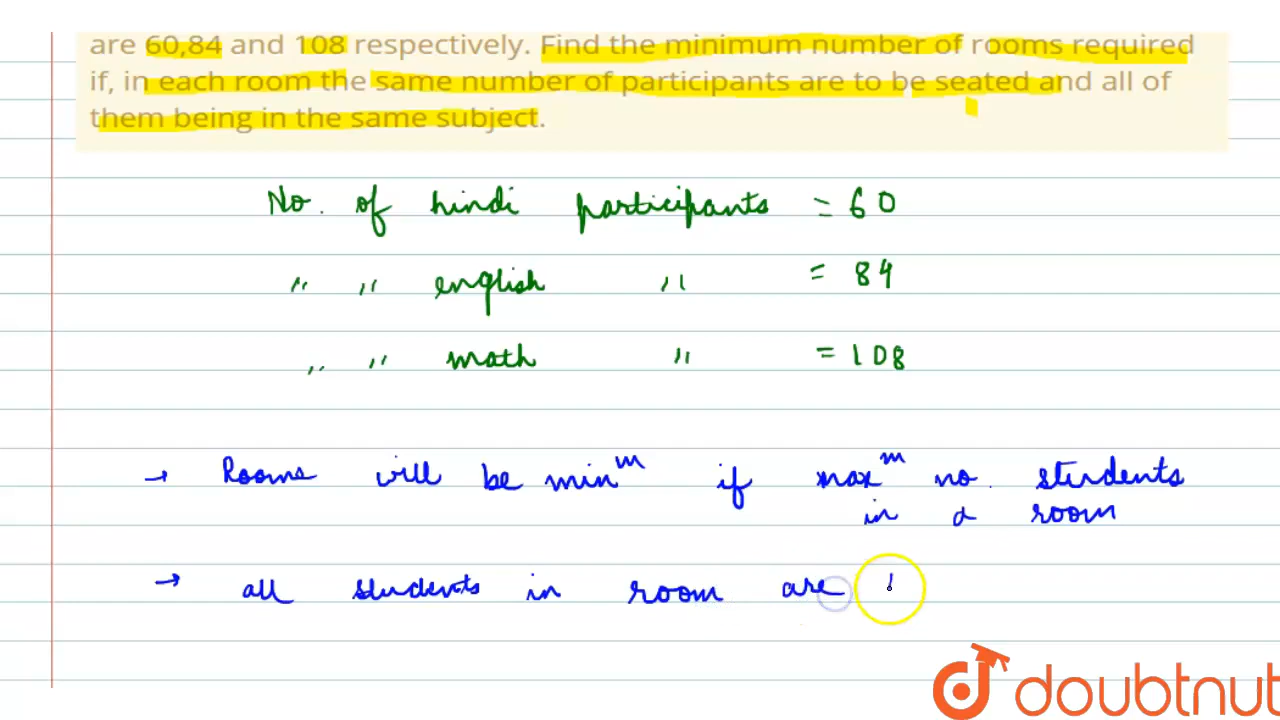 are 60,84 and 108 respectively. Find the minimum number of rooms required
if, in each room the same number of participants are to be seated and all of
them being in the same subject.
No. of hindi participants = 60
〃 〃 english 〃 = 84
〃 〃 math 〃 = 108
→ Rooms will be minᵐ if maxᵐ no. students
in a room
→ all students in room are
doubtnut